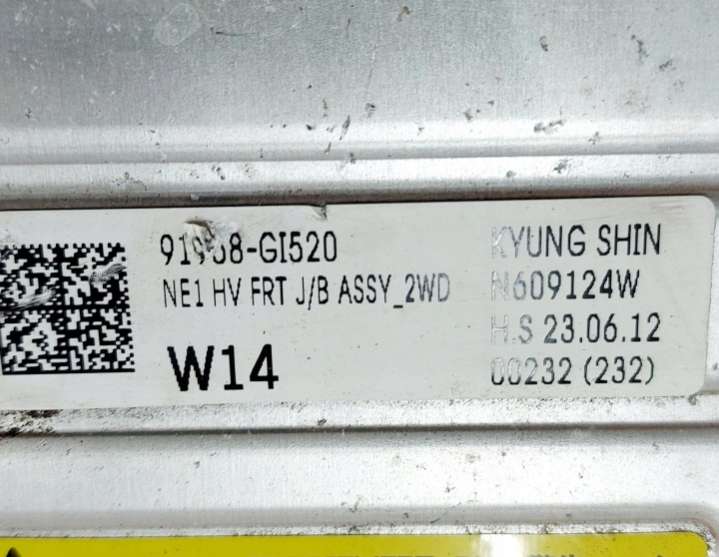 91958-GI520
NE1 HV FRT J/B ASSY_2WD
W14
KYUNG SHIN
N609124W
H.S 23.06.12
00232 (232)